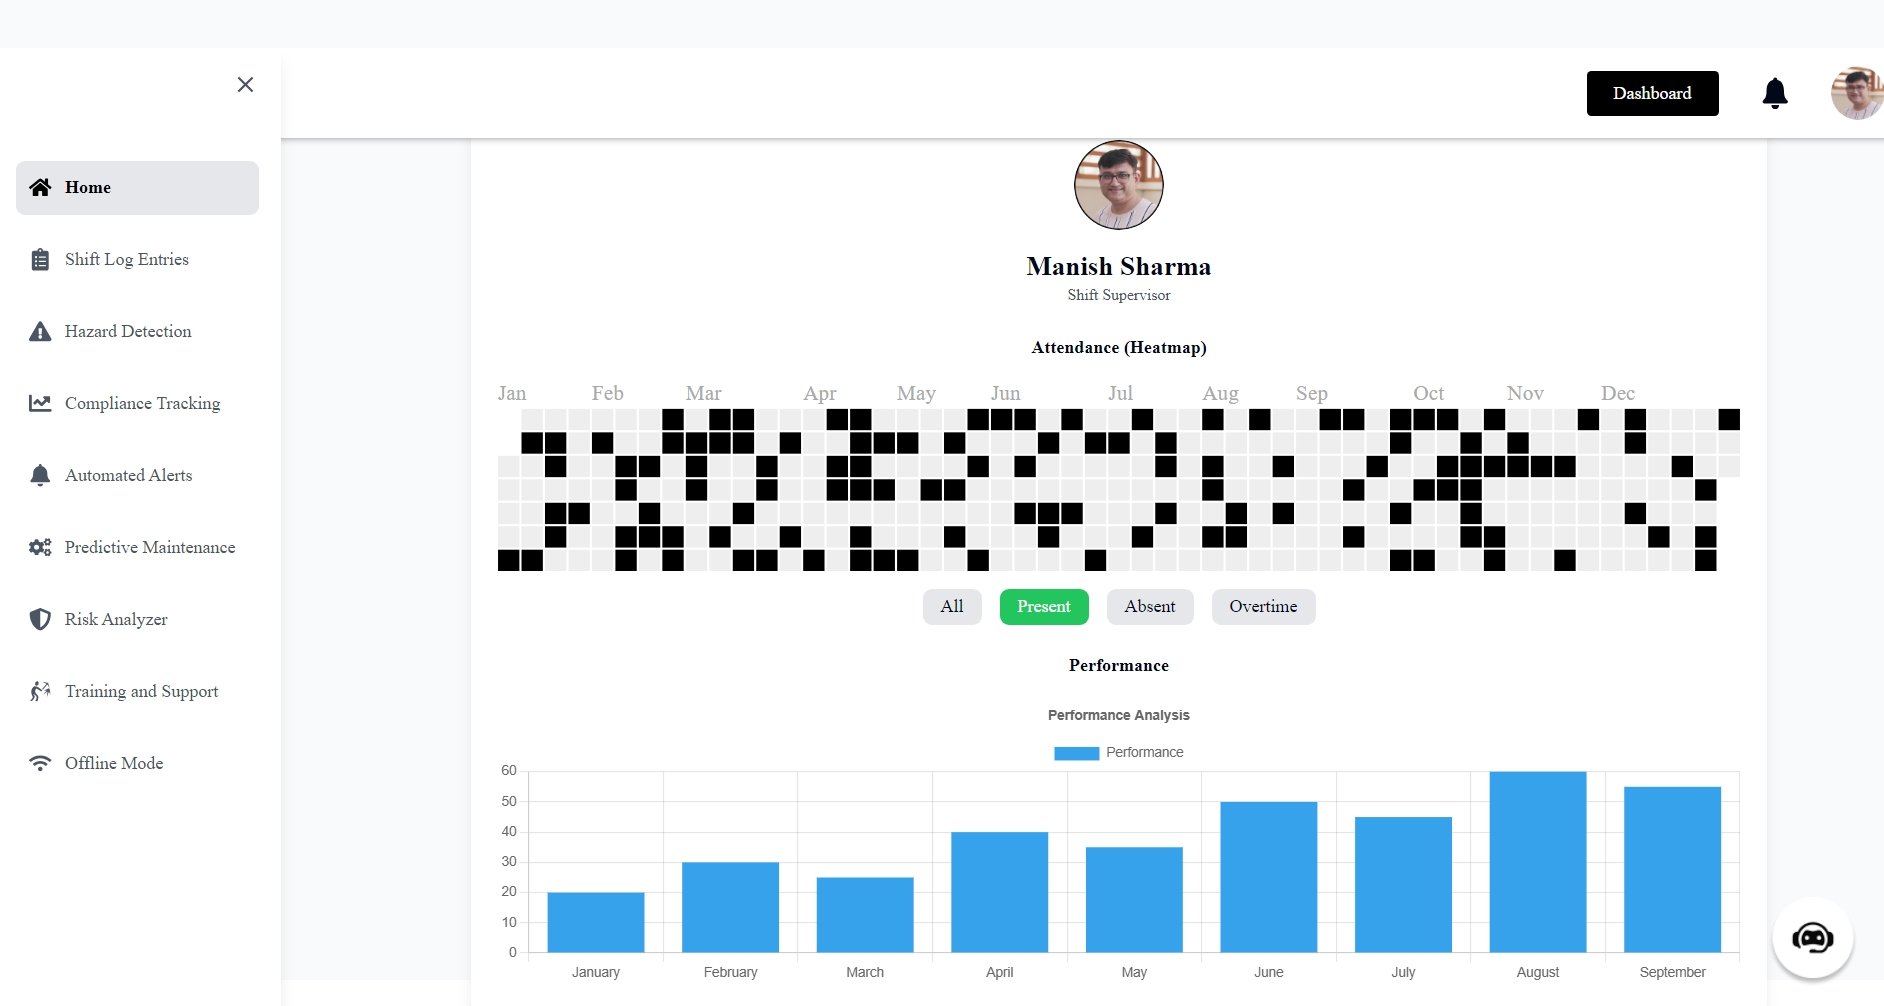 Dashboard
Home
Shift Log Entries
Hazard Detection
Compliance Tracking
Automated Alerts
Predictive Maintenance
Risk Analyzer
Training and Support
Offline Mode
Manish Sharma
Shift Supervisor
Attendance (Heatmap)
Jan Feb Mar Apr May Jun Jul Aug Sep Oct Nov Dec
All Present Absent Overtime
Performance
Performance Analysis
Performance
60
50
40
30
20
10
0
January February March April May June July August September